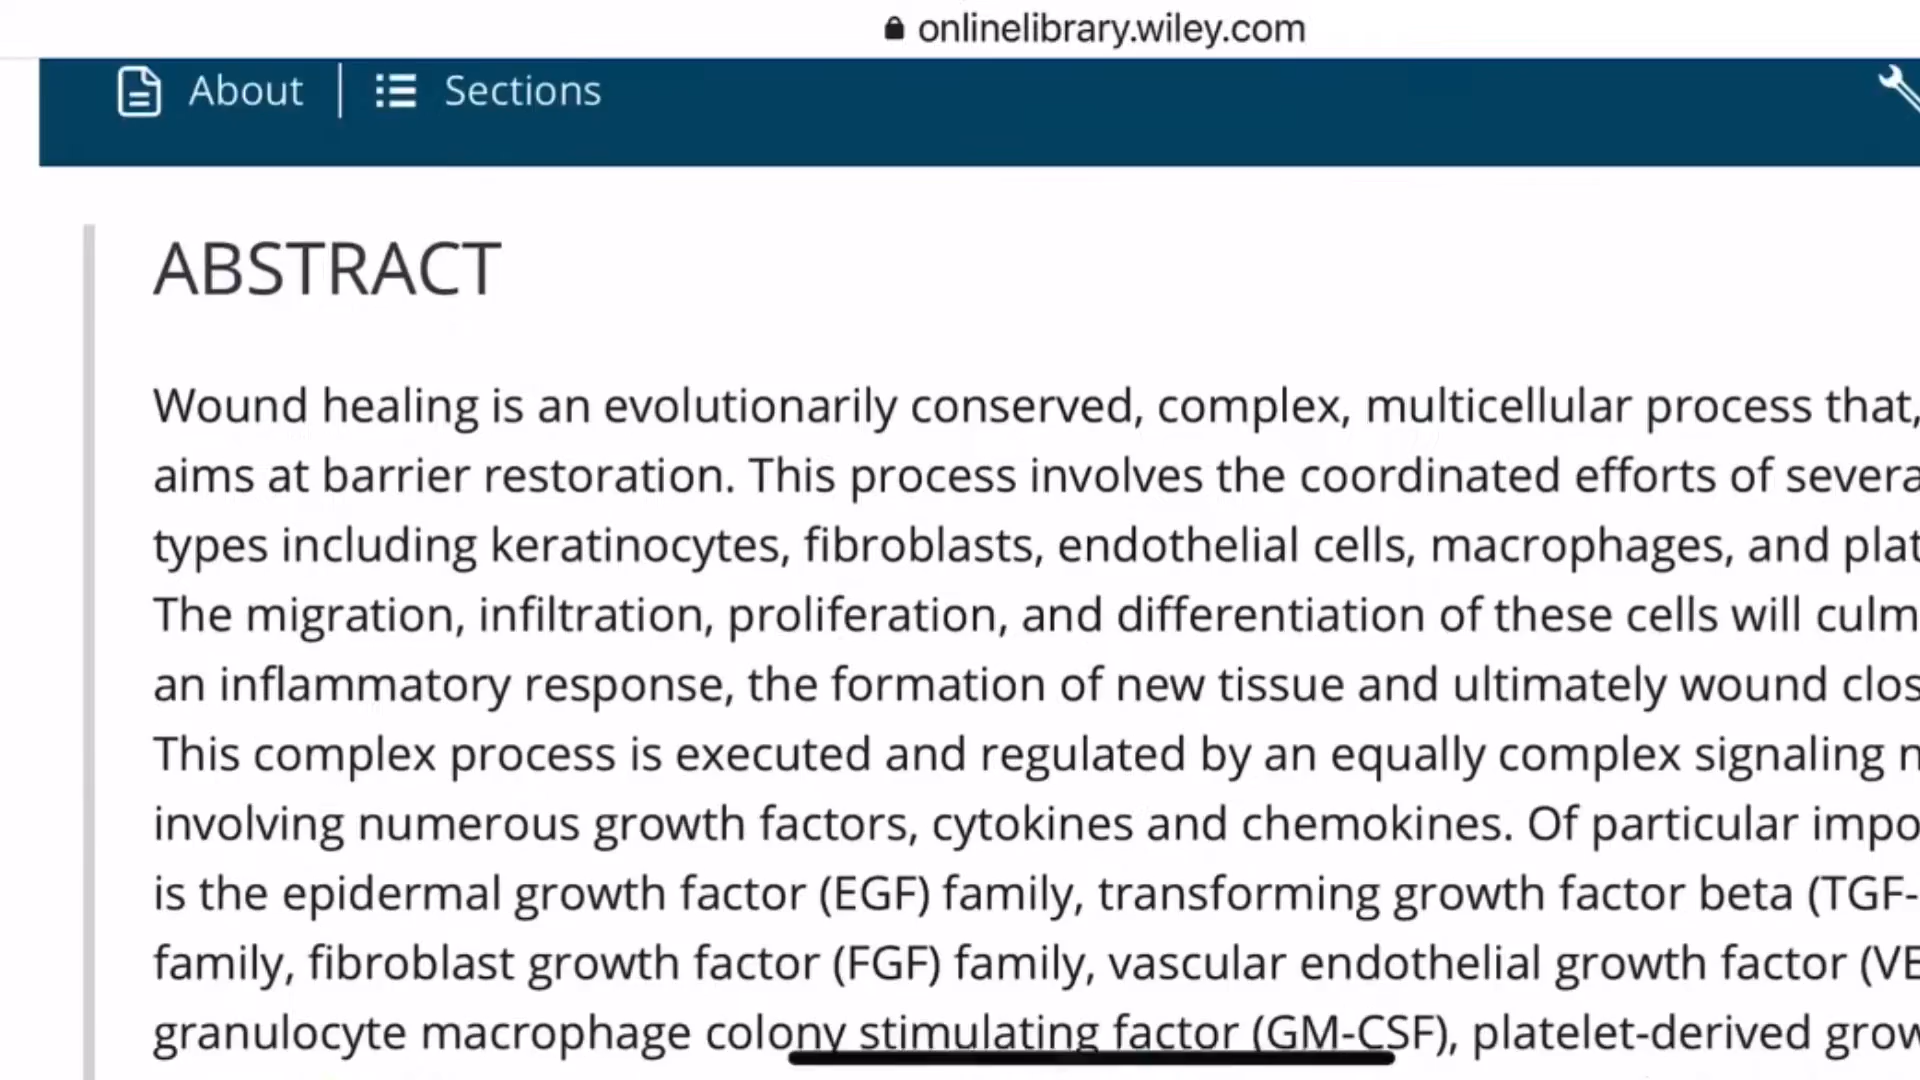 onlinelibrary.wiley.com
About | Sections
ABSTRACT
Wound healing is an evolutionarily conserved, complex, multicellular process that,
aims at barrier restoration. This process involves the coordinated efforts of severa
types including keratinocytes, fibroblasts, endothelial cells, macrophages, and plat
The migration, infiltration, proliferation, and differentiation of these cells will culm
an inflammatory response, the formation of new tissue and ultimately wound clos
This complex process is executed and regulated by an equally complex signaling n
involving numerous growth factors, cytokines and chemokines. Of particular impo
is the epidermal growth factor (EGF) family, transforming growth factor beta (TGF-
family, fibroblast growth factor (FGF) family, vascular endothelial growth factor (VE
granulocyte macrophage colony stimulating factor (GM-CSF), platelet-derived grow